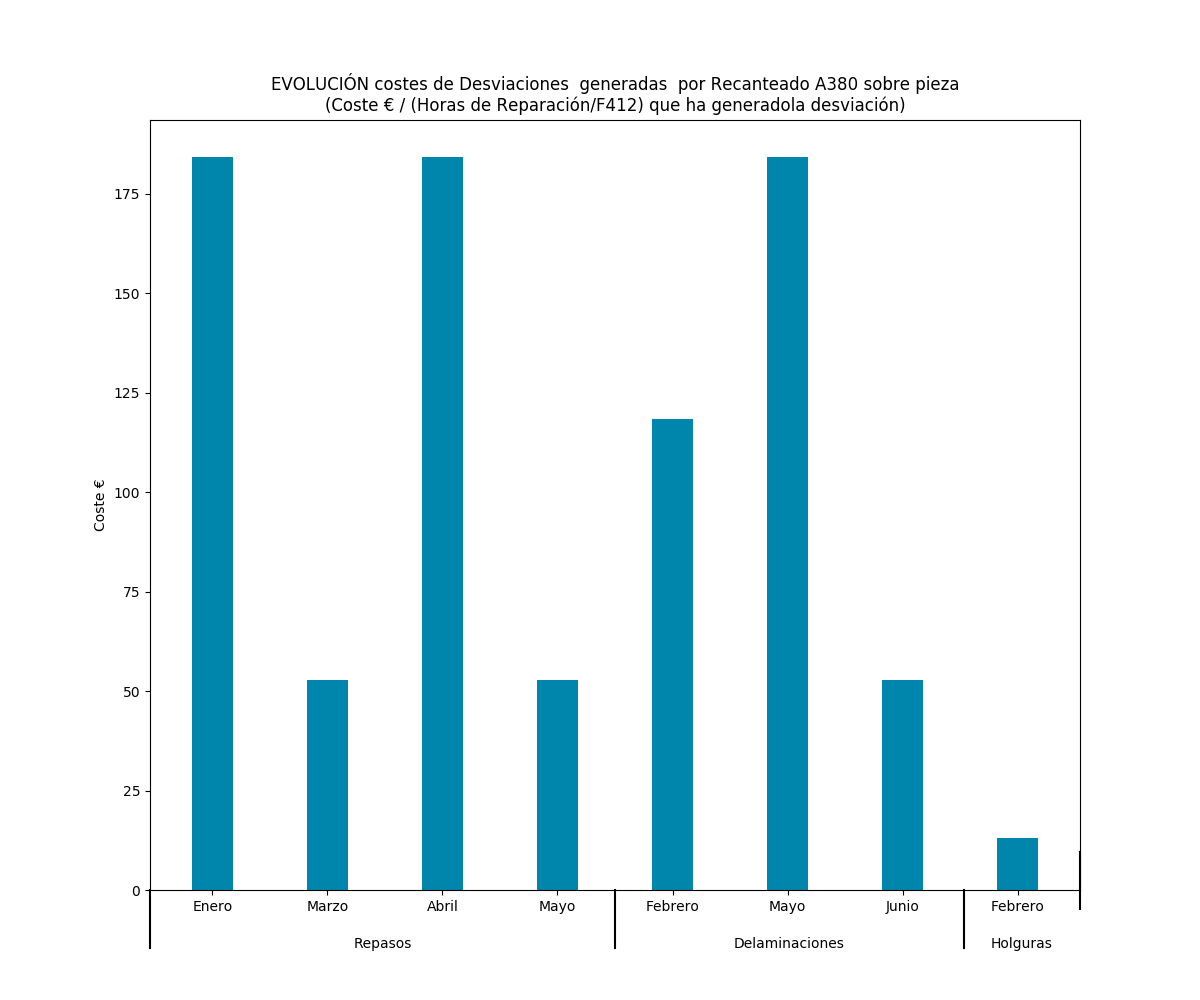 EVOLUCIÓN costes de Desviaciones  generadas  por Recanteado A380 sobre pieza
(Coste € / (Horas de Reparación/F412) que ha generadola desviación)
175
150
125
100
75
50
25
0
Coste €
Enero Marzo Abril Mayo Febrero Mayo Junio Febrero
Repasos Delaminaciones Holguras